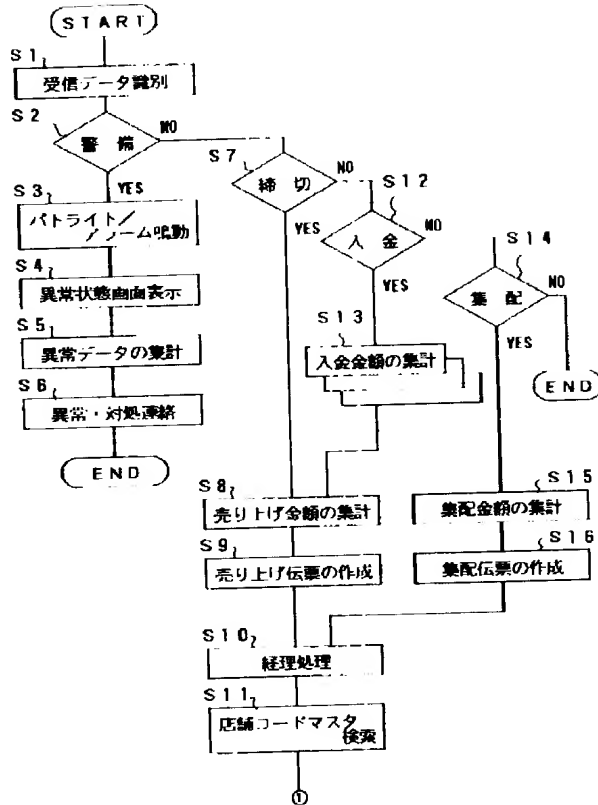 START
S1
受信データ識別
S2
警備
NO
YES
S3
パトライト／
アラーム鳴動
S4
異常状態画面表示
S5
異常データの集計
S6
異常・対処連絡
END
S7
締切
NO
YES
S12
入金
NO
YES
S13
入金金額の集計
S14
集配
NO
YES
END
S8
売り上げ金額の集計
S9
売り上げ伝票の作成
S15
集配金額の集計
S16
集配伝票の作成
S10
経理処理
S11
店舗コードマスタ
検索
①